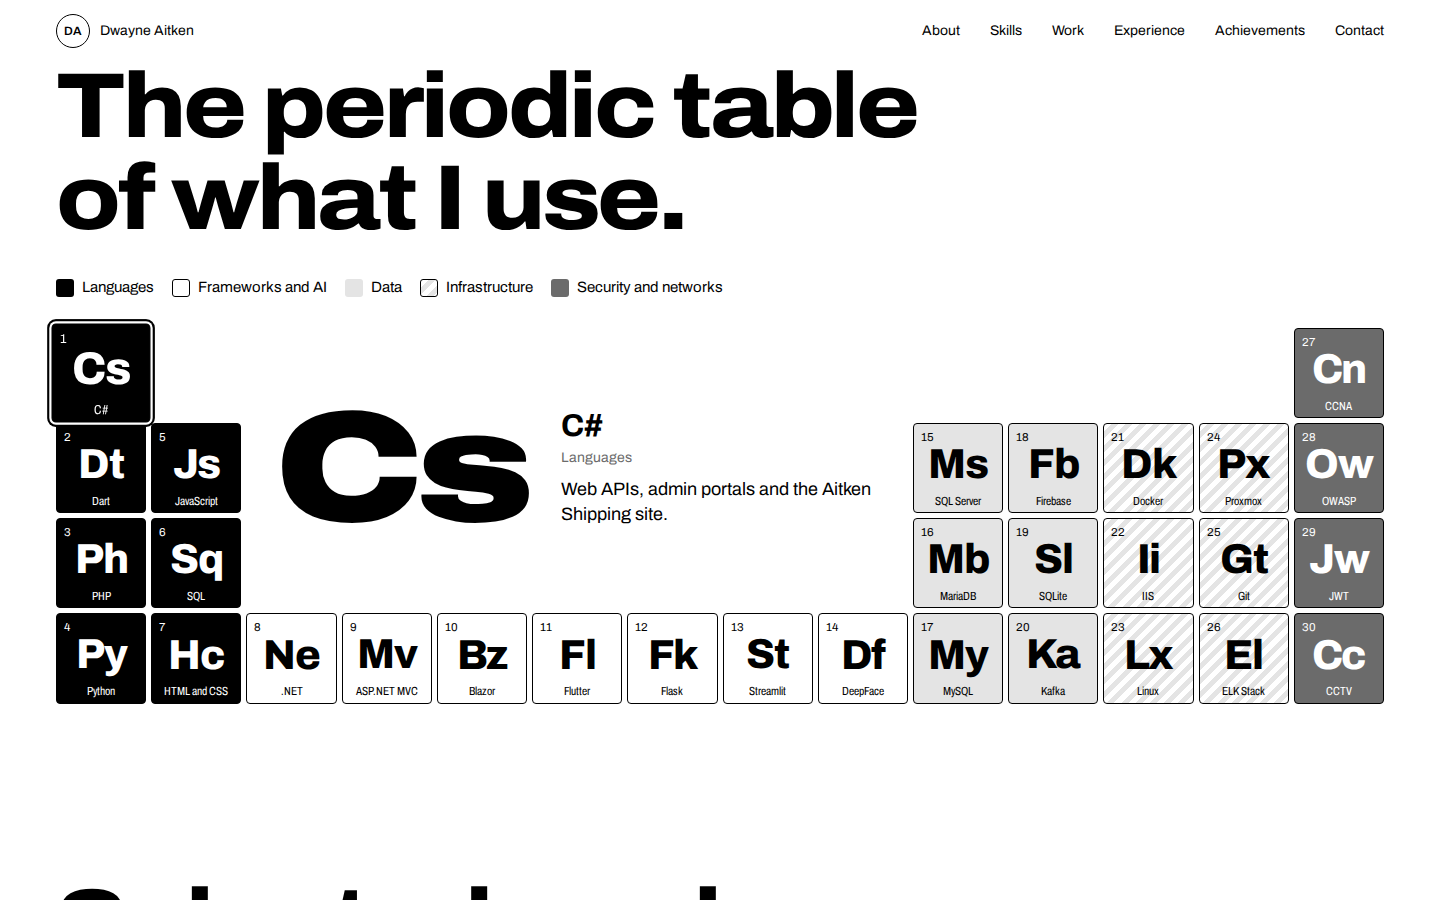 DA Dwayne Aitken About Skills Work Experience Achievements Contact
The periodic table
of what I use.
Languages Frameworks and AI Data Infrastructure Security and networks
1
Cs
C#
27
Cn
CCNA
Cs
C#
Languages
Web APIs, admin portals and the Aitken
Shipping site.
2 5 15 18 21 24 28
Dt Js Ms Fb Dk Px Ow
Dart JavaScript SQL Server Firebase Docker Proxmox OWASP
3 6 16 19 22 25 29
Ph Sq Mb Sl Ii Gt Jw
PHP SQL MariaDB SQLite IIS Git JWT
4 7 8 9 10 11 12 13 14 17 20 23 26 30
Py Hc Ne Mv Bz Fl Fk St Df My Ka Lx El Cc
Python HTML and CSS .NET ASP.NET MVC Blazor Flutter Flask Streamlit DeepFace MySQL Kafka Linux ELK Stack CCTV